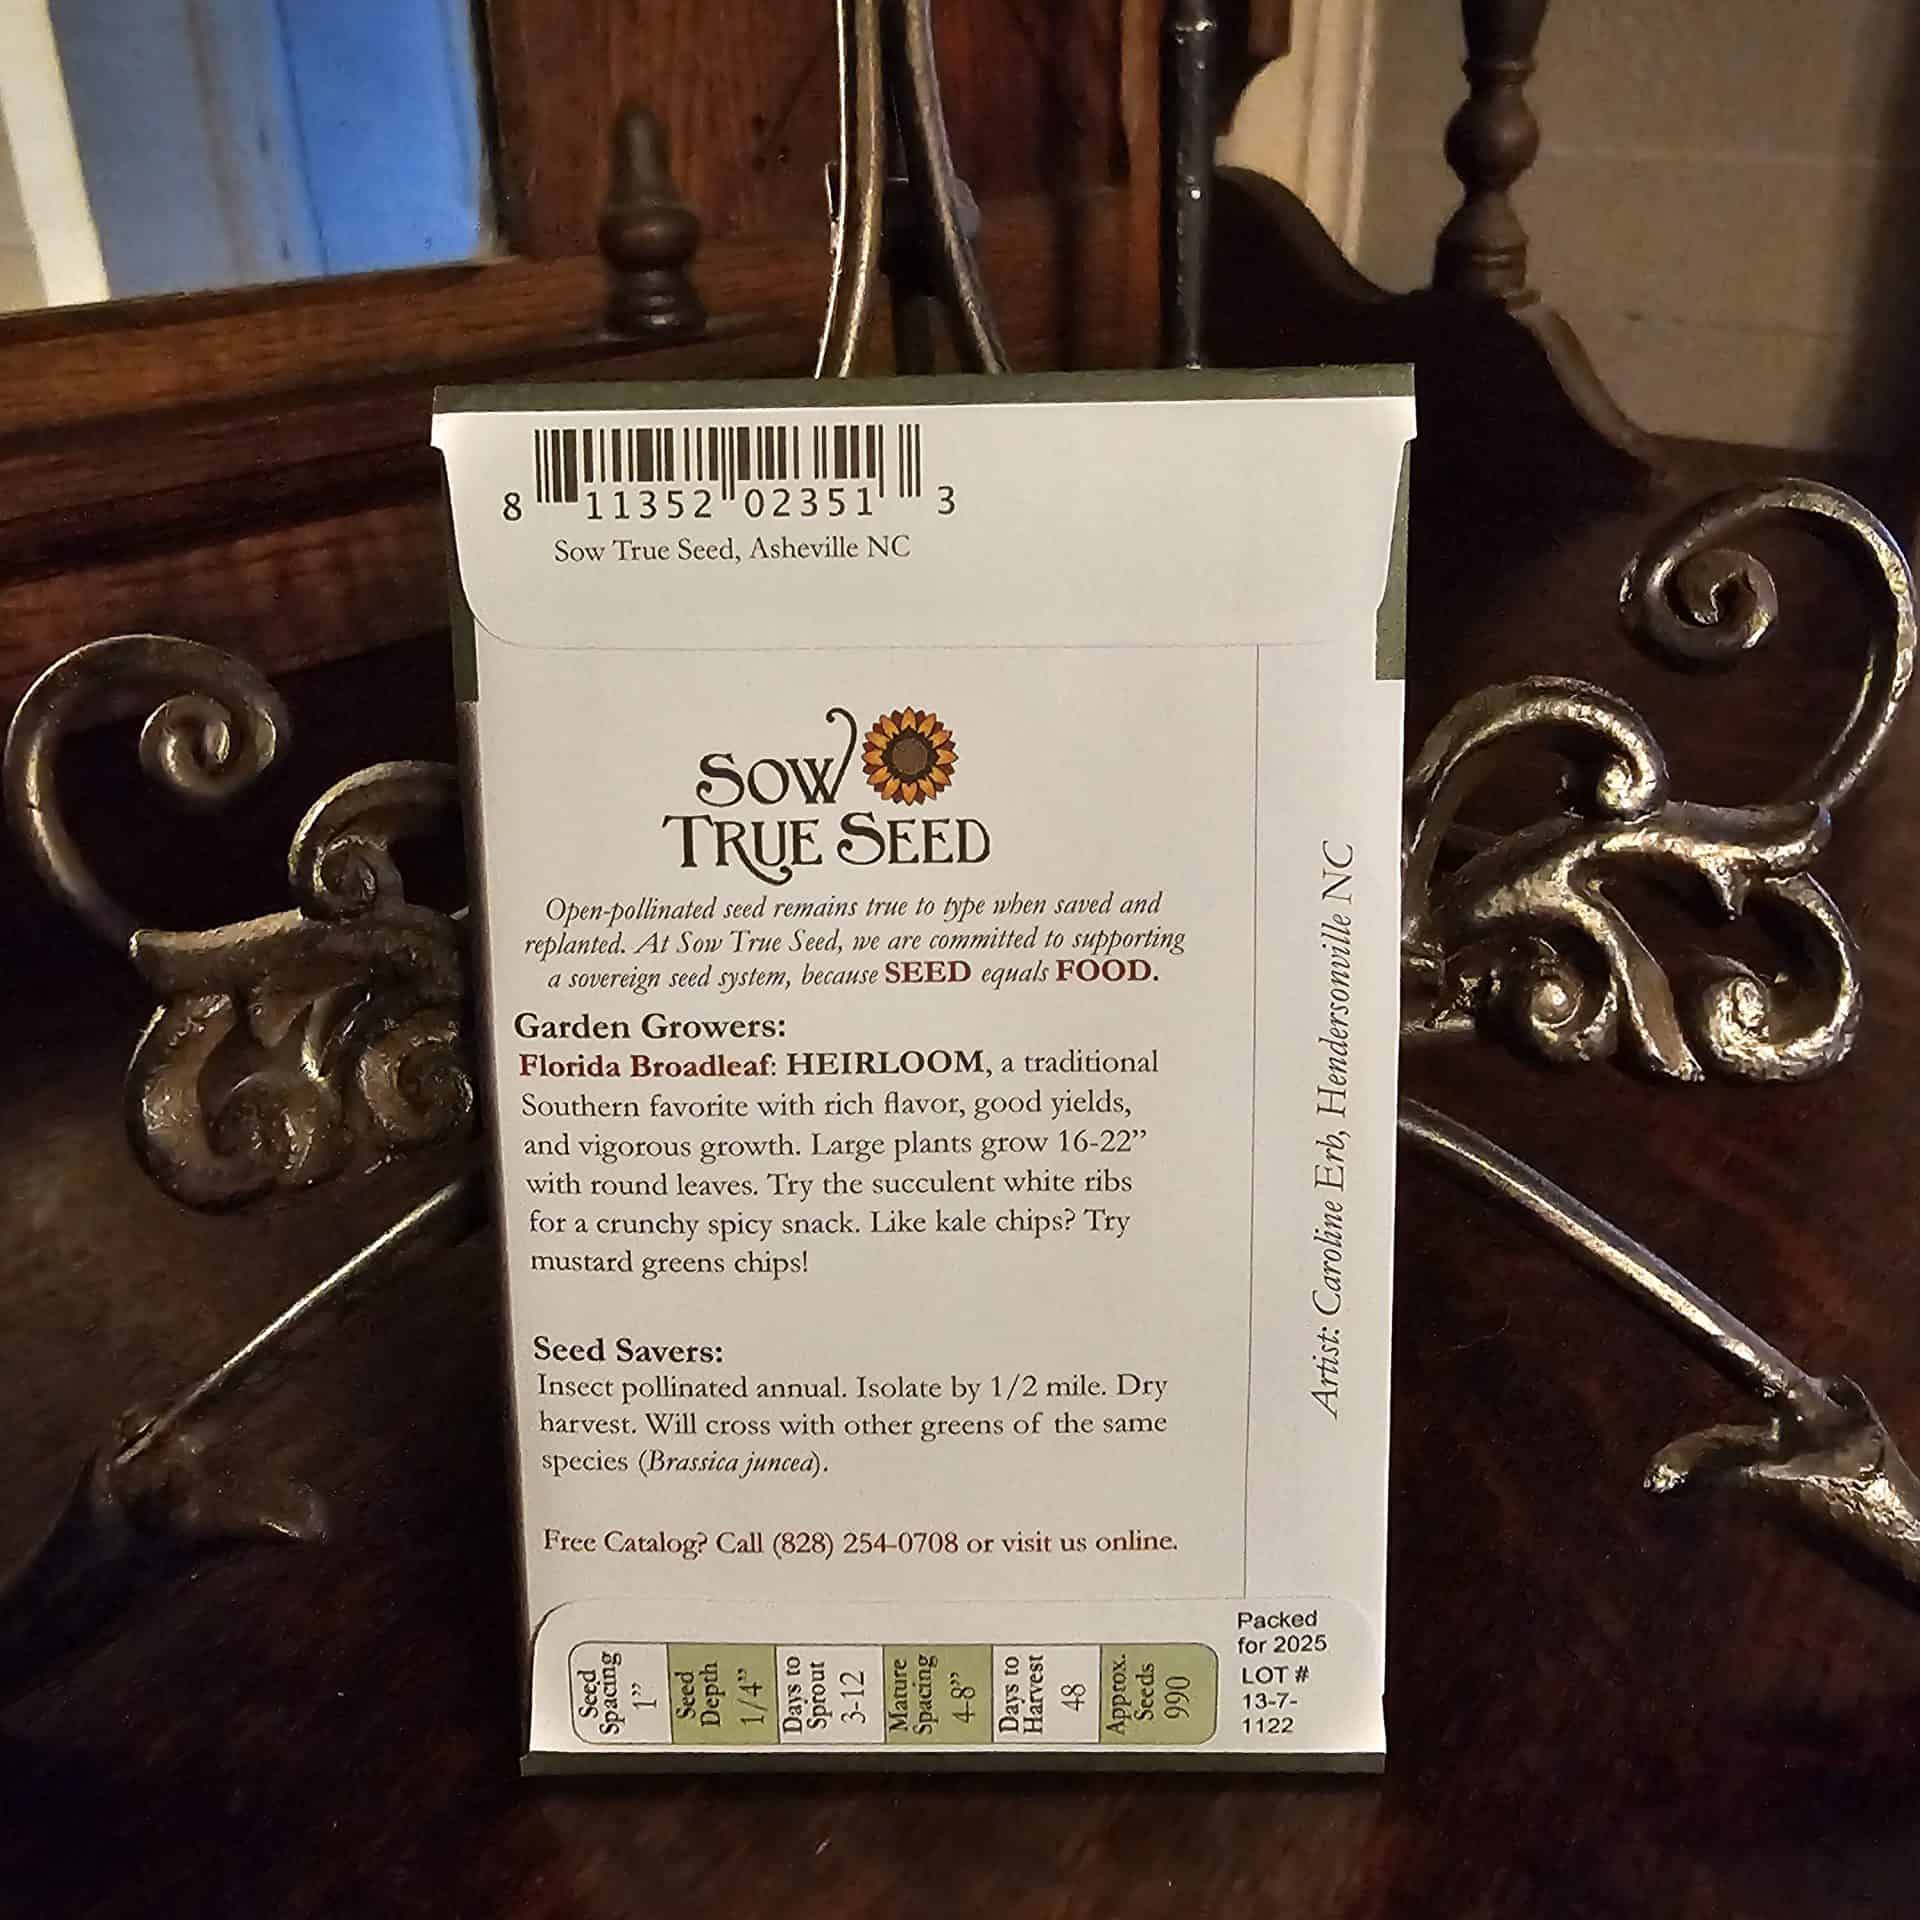 8 11352 02351 3
Sow True Seed, Asheville NC
SOW
TRUE SEED
Open-pollinated seed remains true to type when saved and
replanted. At Sow True Seed, we are committed to supporting
a sovereign seed system, because SEED equals FOOD.
Garden Growers:
Florida Broadleaf: HEIRLOOM, a traditional
Southern favorite with rich flavor, good yields,
and vigorous growth. Large plants grow 16-22”
with round leaves. Try the succulent white ribs
for a crunchy spicy snack. Like kale chips? Try
mustard greens chips!
Seed Savers:
Insect pollinated annual. Isolate by 1/2 mile. Dry
harvest. Will cross with other greens of the same
species (Brassica juncea).
Free Catalog? Call (828) 254-0708 or visit us online.
Artist: Caroline Erb, Hendersonville NC
Seed
Spacing
1”
Seed
Depth
1/4”
Days to
Sprout
3-12
Mature
Spacing
4-8”
Days to
Harvest
48
Approx.
Seeds
990
Packed
for 2025
LOT #
13-7-
1122